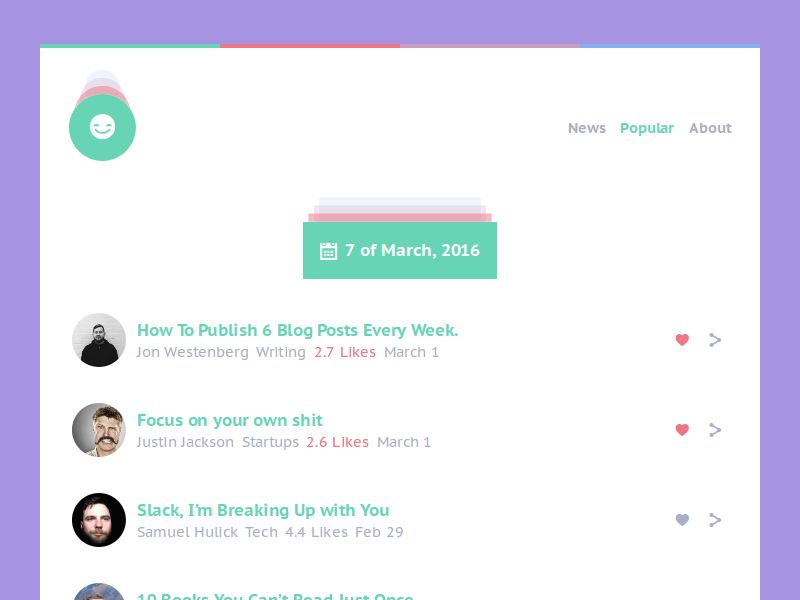 News Popular About
7 of March, 2016
How To Publish 6 Blog Posts Every Week.
Jon Westenberg Writing 2.7 Likes March 1
Focus on your own shit
Justin Jackson Startups 2.6 Likes March 1
Slack, I'm Breaking Up with You
Samuel Hulick Tech 4.4 Likes Feb 29
10 Books You Can't Read Just Once